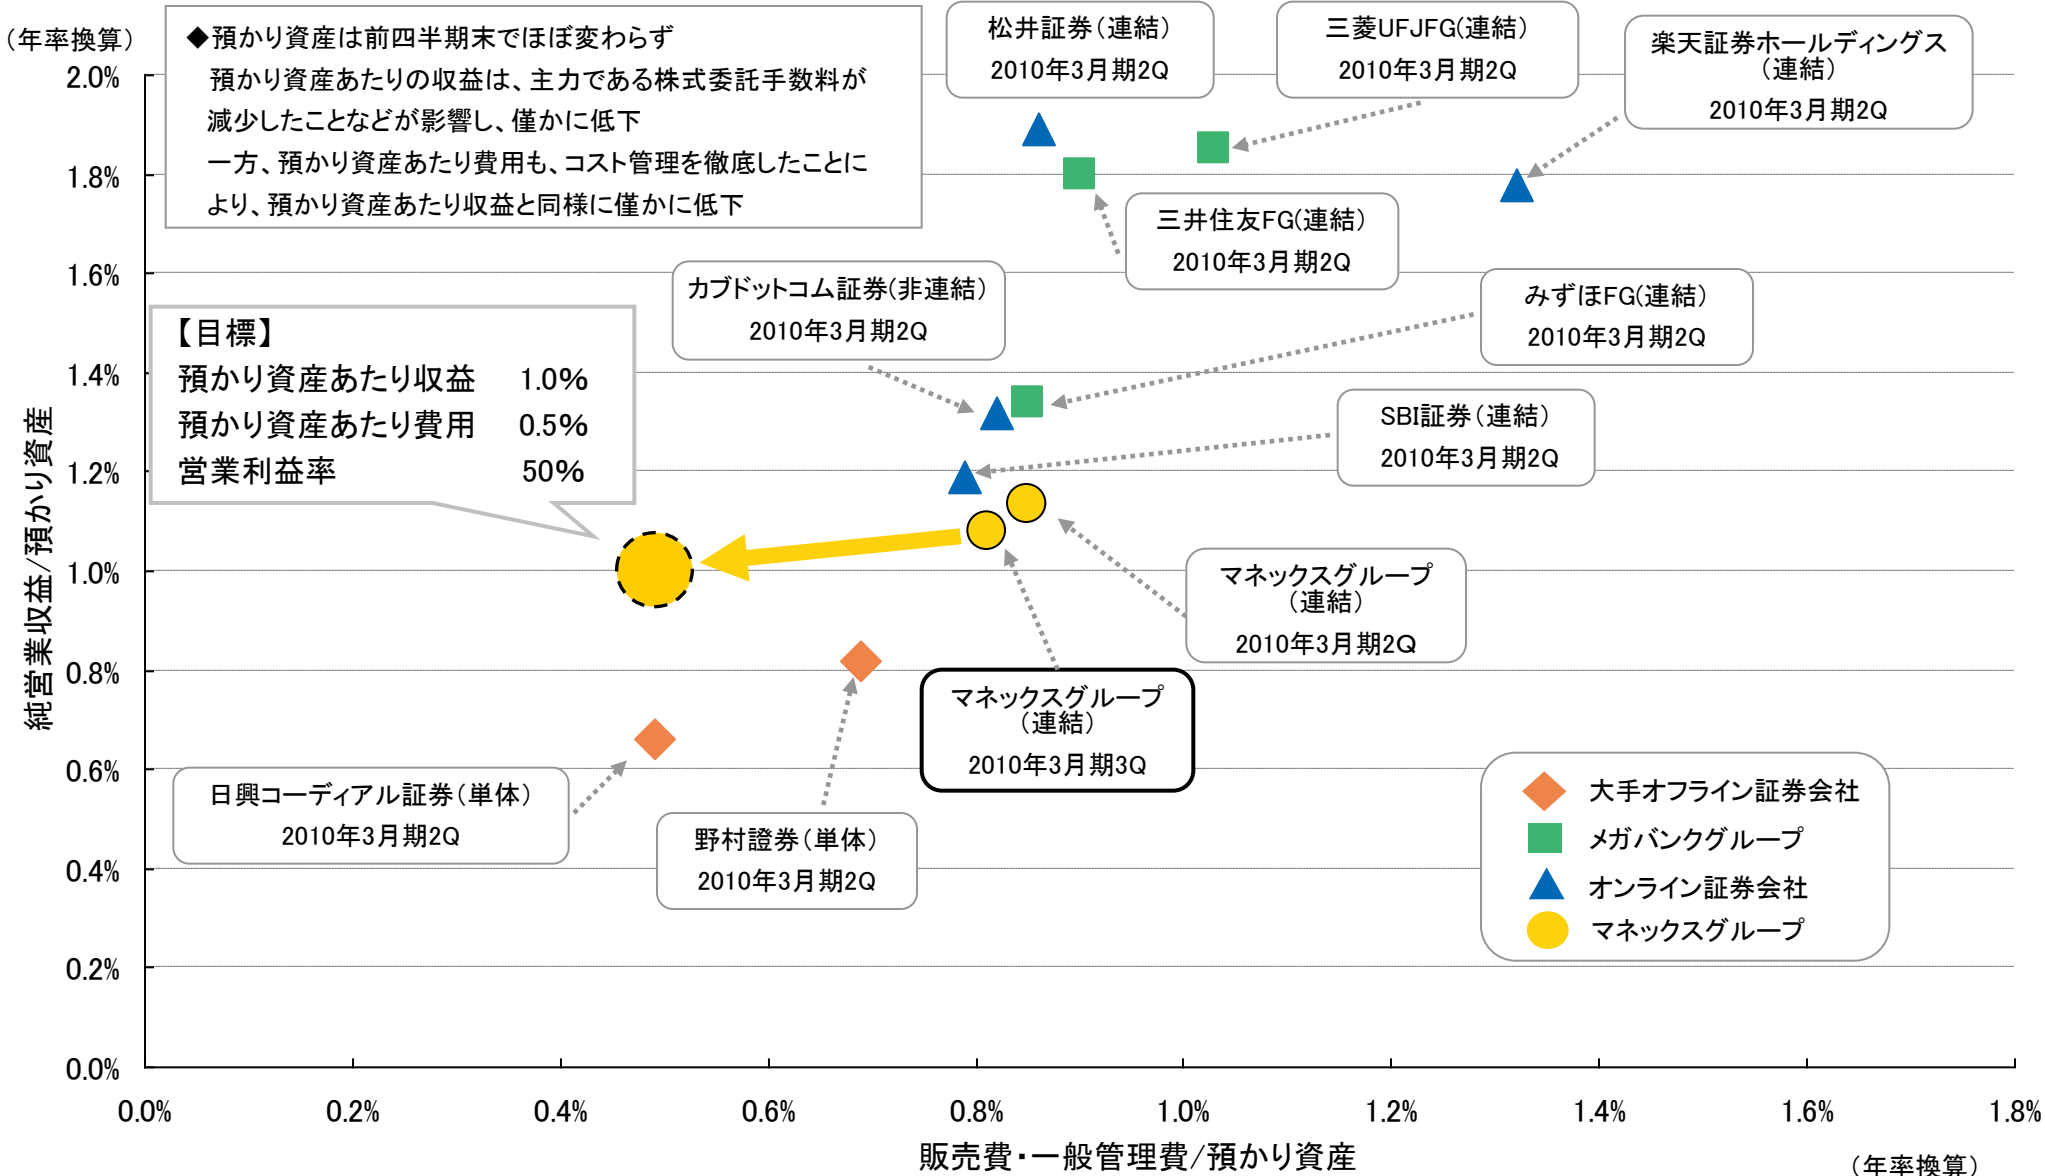 （年率換算）
◆預かり資産は前四半期末でほぼ変わらず
預かり資産あたりの収益は、主力である株式委託手数料が
減少したことなどが影響し、僅かに低下
一方、預かり資産あたり費用も、コスト管理を徹底したことに
より、預かり資産あたり収益と同様に僅かに低下
松井証券（連結）
2010年3月期2Q
三菱UFJFG(連結)
2010年3月期2Q
楽天証券ホールディングス
（連結）
2010年3月期2Q
三井住友FG(連結)
2010年3月期2Q
カブドットコム証券(非連結)
2010年3月期2Q
みずほFG(連結)
2010年3月期2Q
【目標】
預かり資産あたり収益 1.0%
預かり資産あたり費用 0.5%
営業利益率 50%
SBI証券（連結）
2010年3月期2Q
マネックスグループ
（連結）
2010年3月期2Q
マネックスグループ
（連結）
2010年3月期3Q
日興コーディアル証券（単体）
2010年3月期2Q
野村證券（単体）
2010年3月期2Q
大手オフライン証券会社
メガバンクグループ
オンライン証券会社
マネックスグループ
純営業収益/預かり資産
2.0%
1.8%
1.6%
1.4%
1.2%
1.0%
0.8%
0.6%
0.4%
0.2%
0.0%
0.0% 0.2% 0.4% 0.6% 0.8% 1.0% 1.2% 1.4% 1.6% 1.8%
販売費・一般管理費/預かり資産
（年率換算）